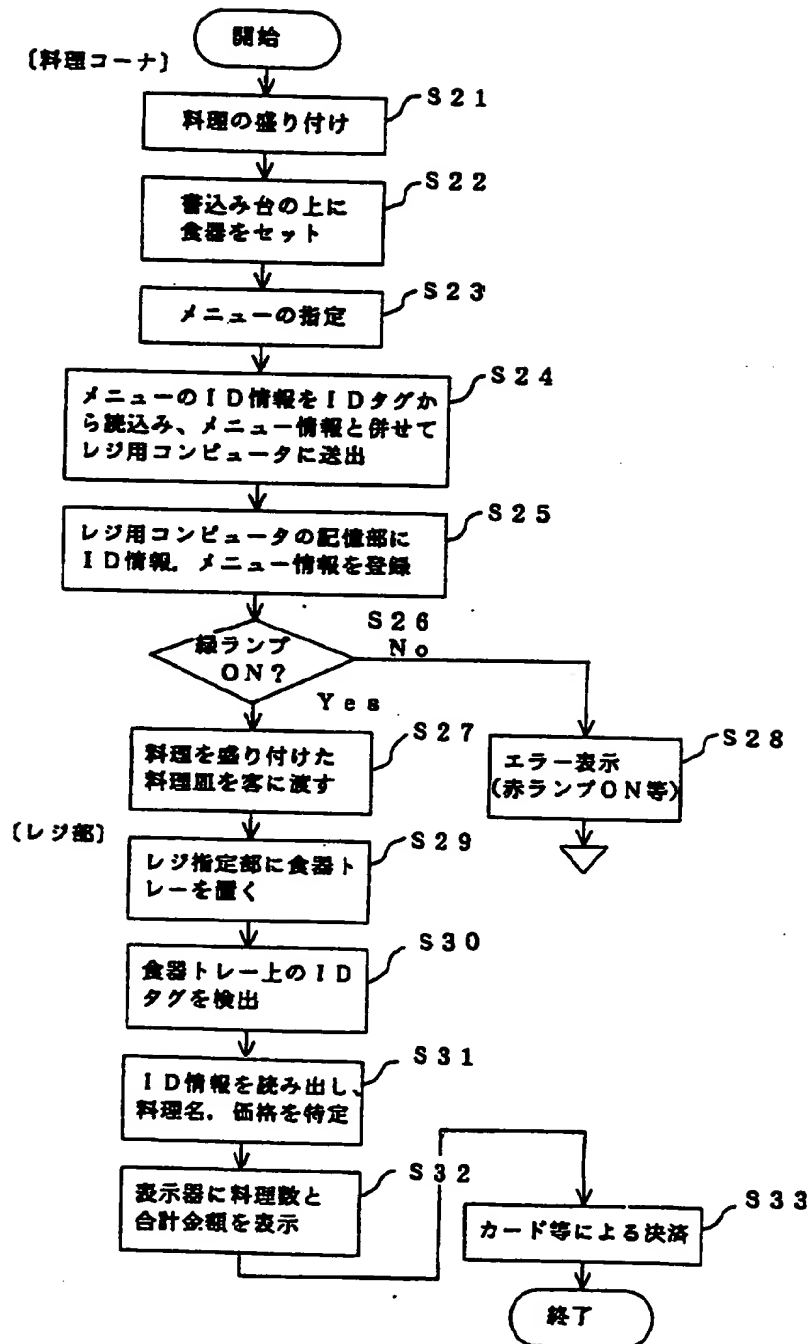 開始
〔料理コーナ〕
S21
料理の盛り付け
S22
書込み台の上に
食器をセット
S23
メニューの指定
S24
メニューのID情報をIDタグか
ら読込み、メニュー情報と併せて
レジ用コンピュータに送出
S25
レジ用コンピュータの記憶部に
ID情報.メニュー情報を登録
S26
緑ランプ
ON?
No
Yes
S27
料理を盛り付けた
料理皿を客に渡す
S28
エラー表示
(赤ランプON等)
〔レジ部〕
S29
レジ指定部に食器ト
レーを置く
S30
食器トレー上のID
タグを検出
S31
ID情報を読み出し、
料理名.価格を特定
S32
表示器に料理数と
合計金額を表示
S33
カード等による決済
終了